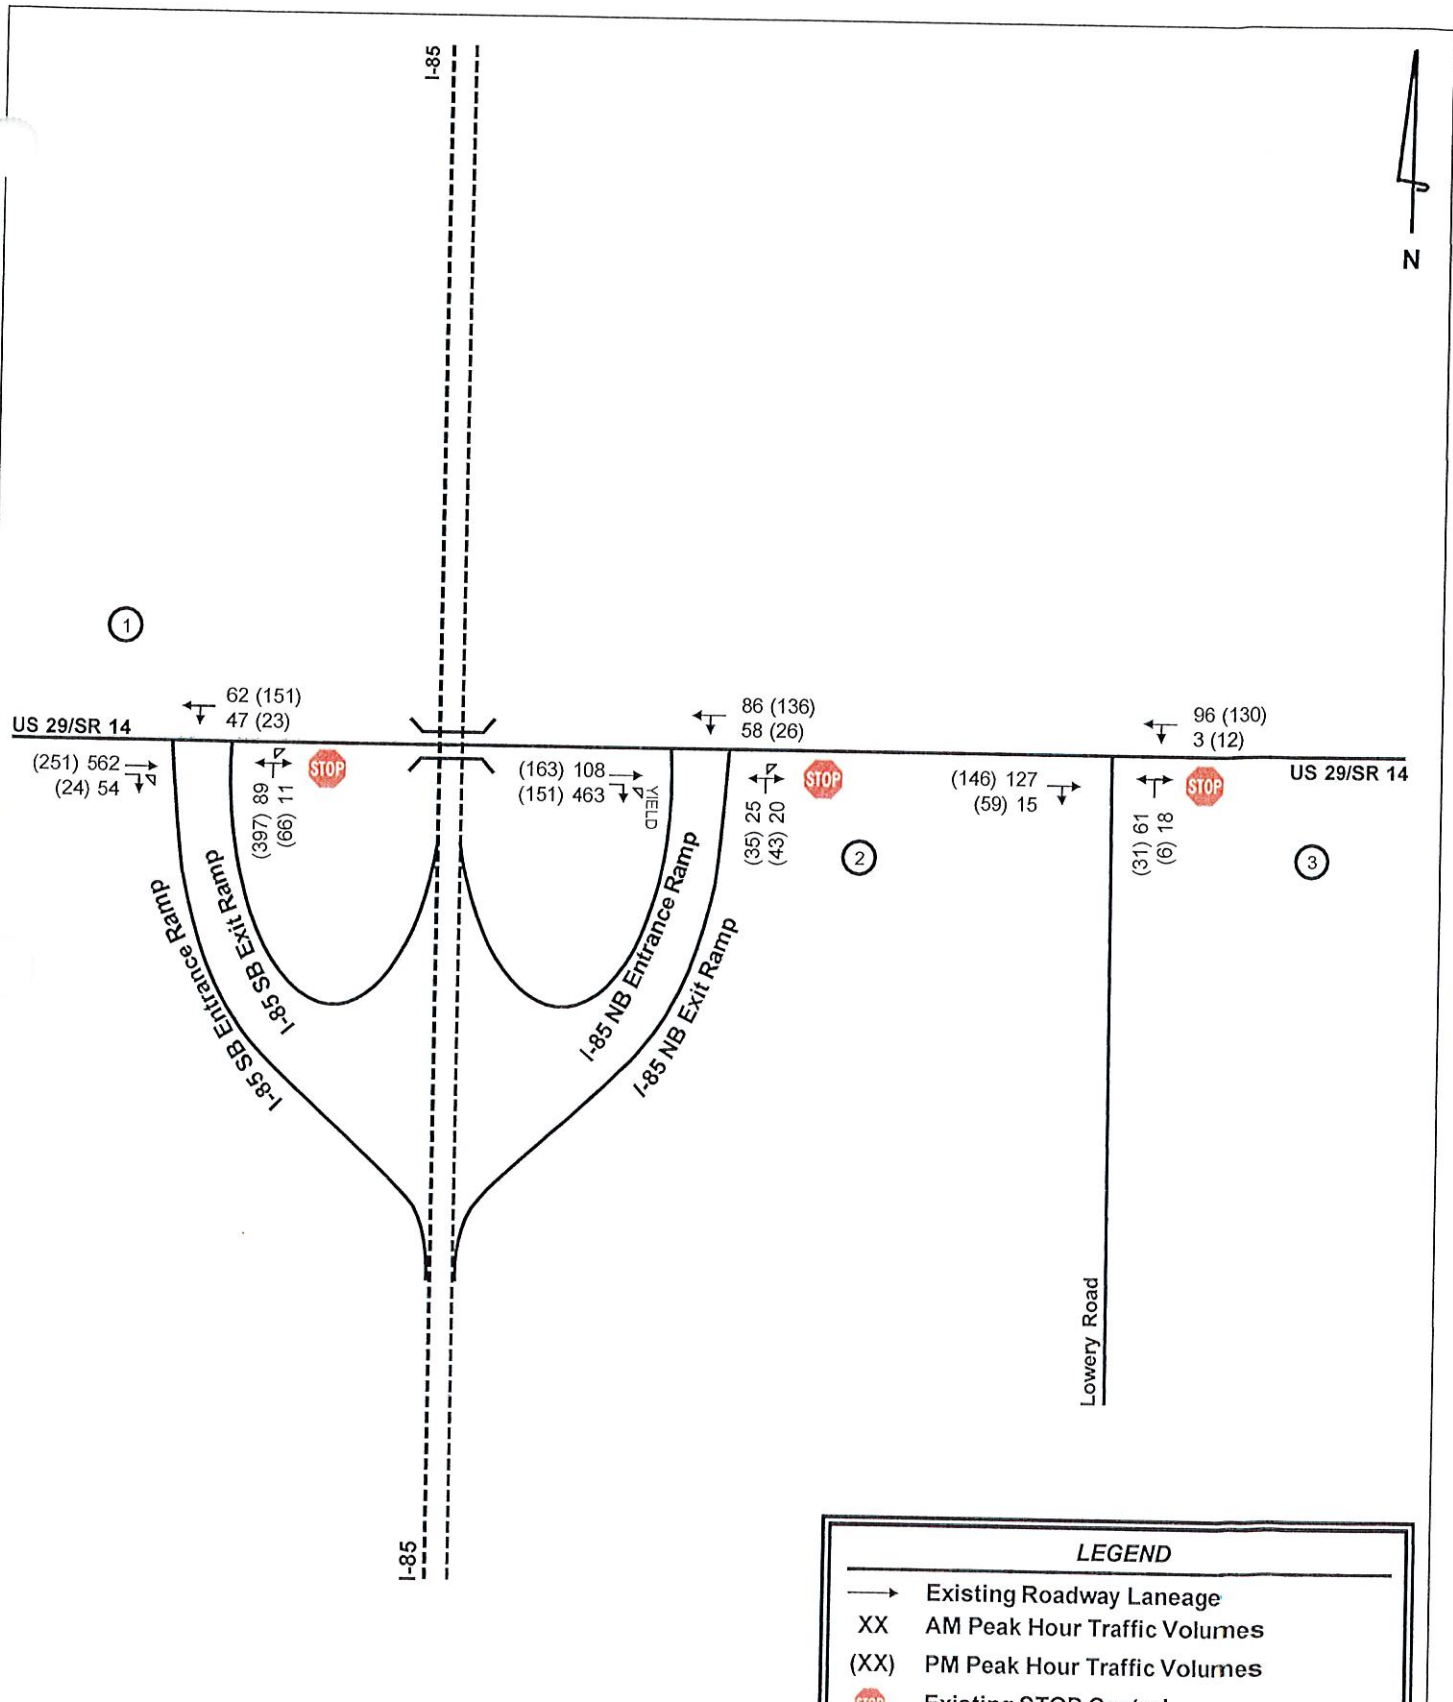 I-85
N
1
62 (151)
47 (23)
US 29/SR 14
(251) 562
(24) 54
(397) 89
(66) 11
STOP
86 (136)
58 (26)
(163) 108
(151) 463
YIELD
(35) 25
(43) 20
STOP
2
96 (130)
3 (12)
US 29/SR 14
(146) 127
(59) 15
(31) 61
(6) 18
STOP
3
I-85 SB Entrance Ramp
I-85 SB Exit Ramp
I-85 NB Entrance Ramp
I-85 NB Exit Ramp
Lowery Road
I-85
LEGEND
Existing Roadway Laneage
XX AM Peak Hour Traffic Volumes
(XX) PM Peak Hour Traffic Volumes
STOP Existing STOP Control